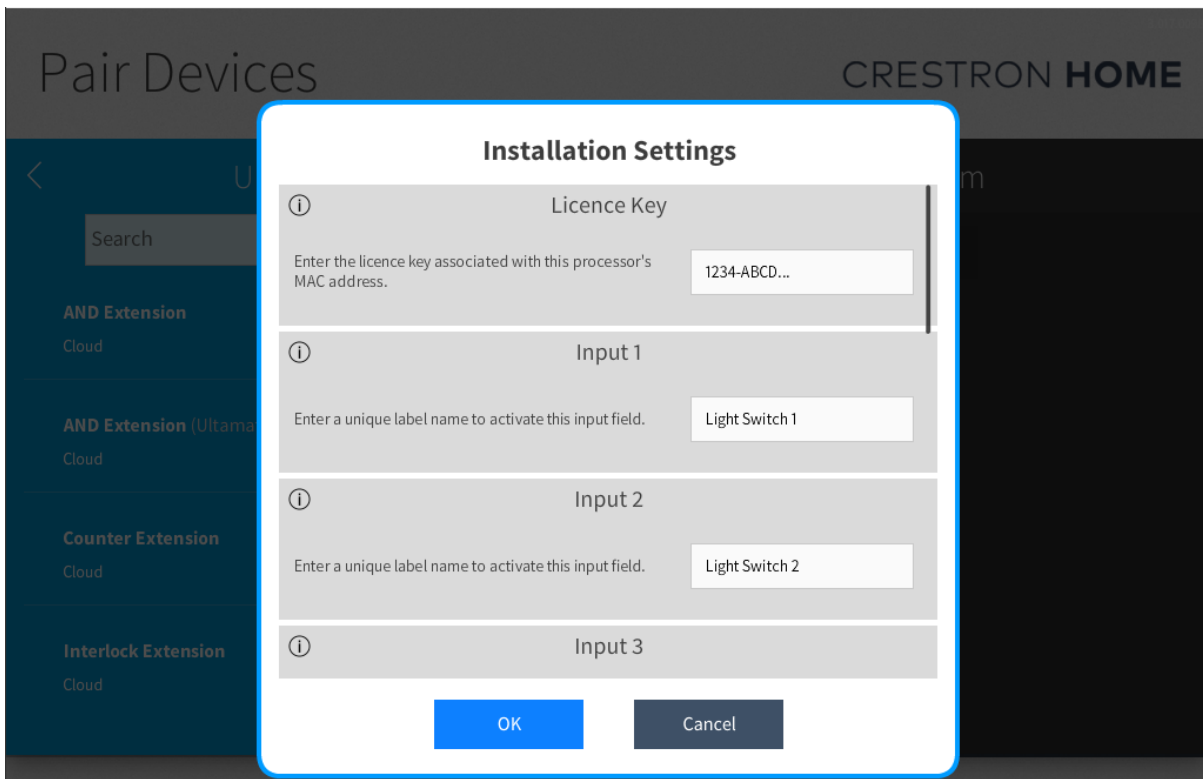 Pair Devices
CRESTRON HOME
Installation Settings
U
m
Search
AND Extension
Cloud
AND Extension (Ultama
Cloud
Counter Extension
Cloud
Interlock Extension
Cloud
Licence Key
Enter the licence key associated with this processor's
MAC address.
1234-ABCD...
Input 1
Enter a unique label name to activate this input field.
Light Switch 1
Input 2
Enter a unique label name to activate this input field.
Light Switch 2
Input 3
OK
Cancel